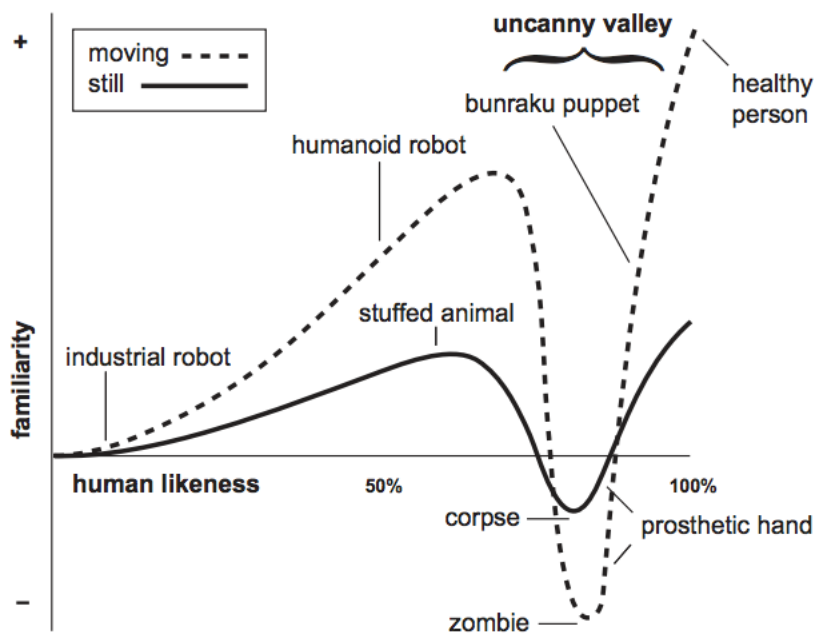 uncanny valley
+
moving
still
healthy
person
bunraku puppet
humanoid robot
stuffed animal
industrial robot
familiarity
human likeness
50%
100%
corpse
prosthetic hand
–
zombie